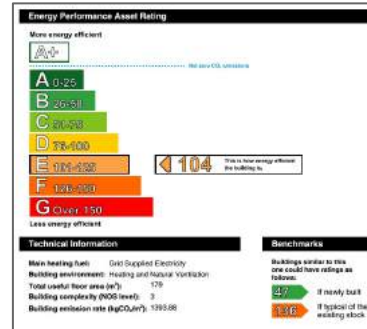 Energy Performance Asset Rating
More energy efficient
A+
Net zero CO₂ emissions
A 0-25
B 26-50
C 51-75
D 76-100
E 101-125
104 This is how energy efficient
the building is.
F 126-150
G Over 150
Less energy efficient
Technical Information
Main heating fuel: Grid Supplied Electricity
Building environment: Heating and Natural Ventilation
Total useful floor area (m²): 179
Building complexity (NOS level): 3
Building emission rate (kgCO₂/m²): 1393.88
Benchmarks
Buildings similar to this
one could have ratings as
follows:
47 If newly built
136 If typical of the
existing stock